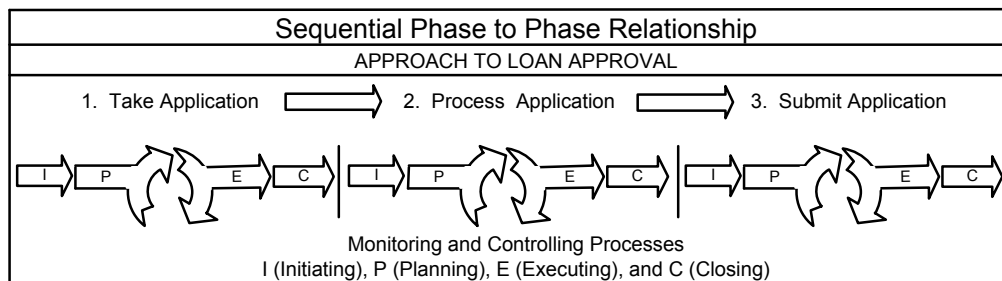 Sequential Phase to Phase Relationship
APPROACH TO LOAN APPROVAL
1. Take Application 2. Process Application 3. Submit Application
I P E C I P E C I P E C
Monitoring and Controlling Processes
I (Initiating), P (Planning), E (Executing), and C (Closing)